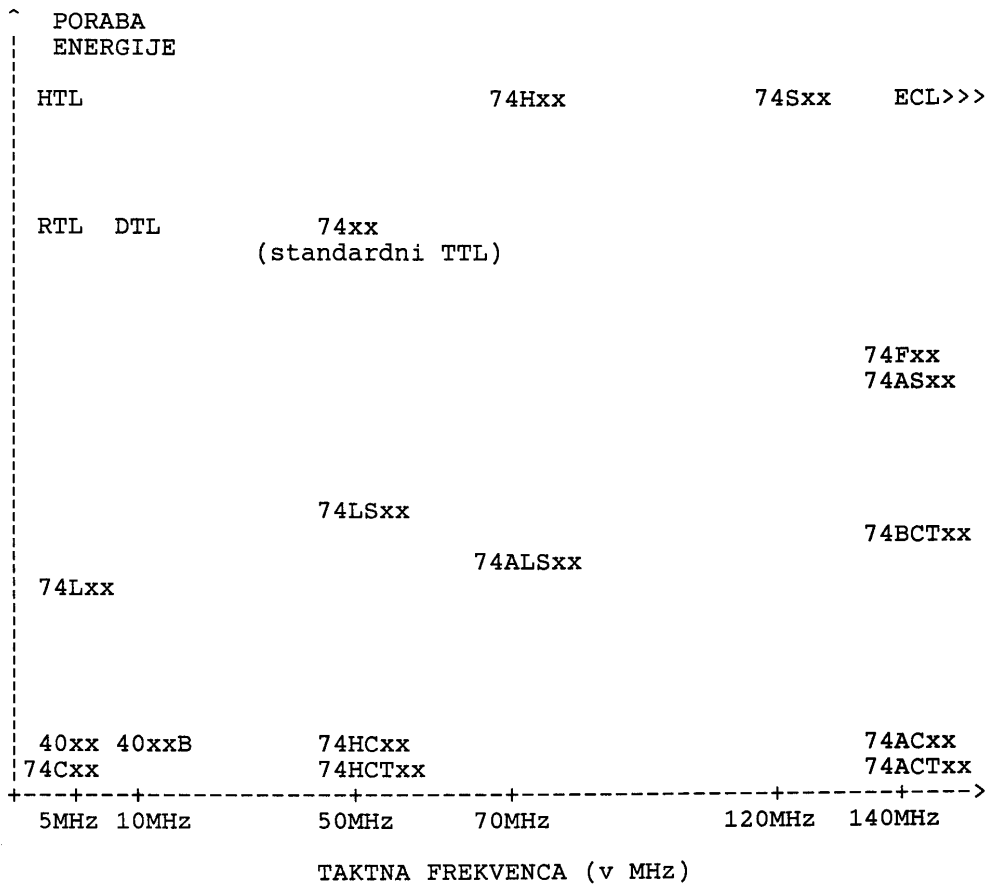 PORABA
ENERGIJE
HTL 74Hxx 74Sxx ECL>>>
RTL DTL 74xx
(standardni TTL)
74Fxx
74ASxx
74LSxx
74BCTxx
74ALSxx
74Lxx
40xx 40xxB 74HCxx 74ACxx
74Cxx 74HCTxx 74ACTxx
5MHz 10MHz 50MHz 70MHz 120MHz 140MHz
TAKTNA FREKVENCA (v MHz)